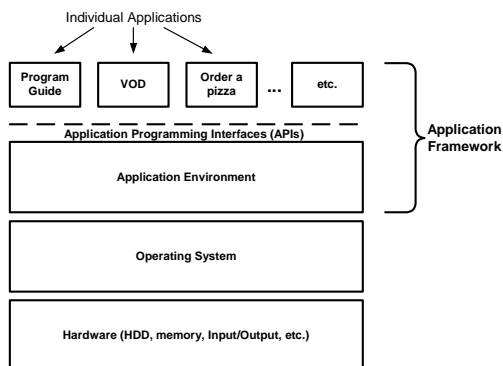 Individual Applications
Program
Guide
VOD
Order a
pizza
...
etc.
Application Programming Interfaces (APIs)
Application
Framework
Application Environment
Operating System
Hardware (HDD, memory, Input/Output, etc.)